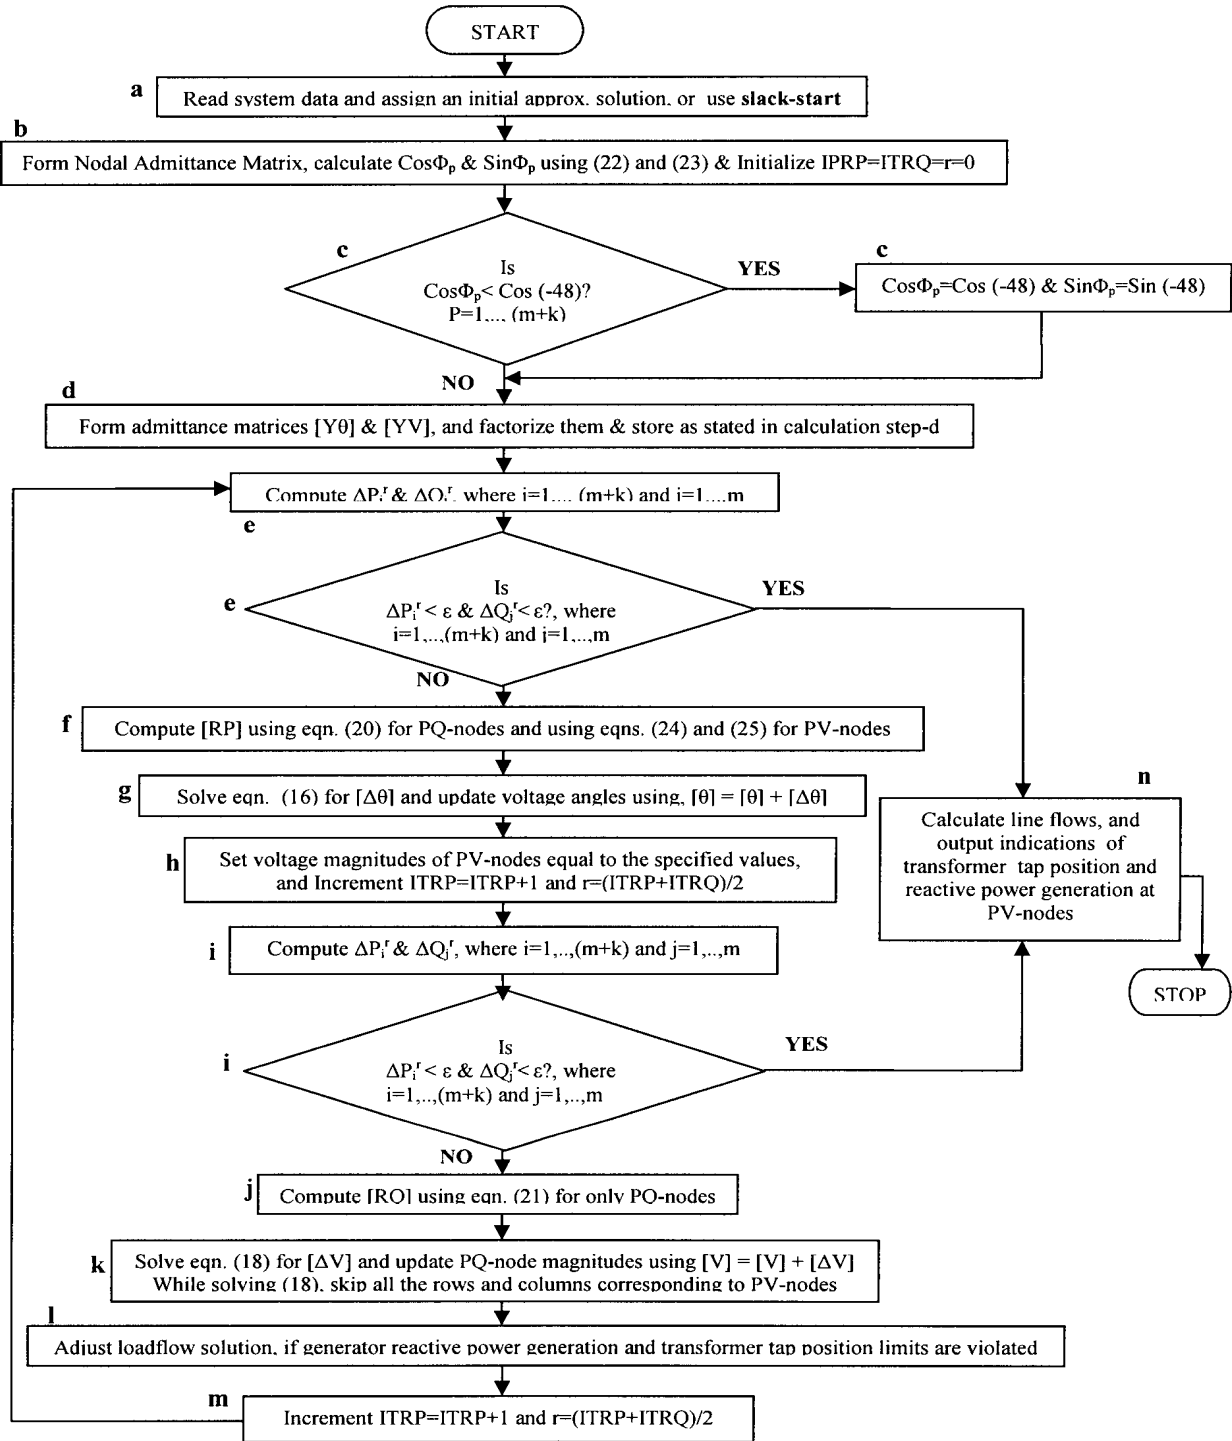 START
a
Read system data and assign an initial approx. solution, or use slack-start
b
Form Nodal Admittance Matrix, calculate CosΦp & SinΦp using (22) and (23) & Initialize IPRP=ITRQ=r=0
c
Is
CosΦp< Cos (-48)?
P=1,.., (m+k)
YES
c
CosΦp=Cos (-48) & SinΦp=Sin (-48)
NO
d
Form admittance matrices [Yθ] & [YV], and factorize them & store as stated in calculation step-d
Compute ΔPiʳ & ΔQjʳ, where i=1,..., (m+k) and j=1,..,m
e
e
Is
ΔPiʳ < ε & ΔQjʳ< ε?, where
i=1,..,(m+k) and j=1,..,m
YES
NO
f
Compute [RP] using eqn. (20) for PQ-nodes and using eqns. (24) and (25) for PV-nodes
g
Solve eqn. (16) for [Δθ] and update voltage angles using, [θ] = [θ] + [Δθ]
h
Set voltage magnitudes of PV-nodes equal to the specified values,
and Increment ITRP=ITRP+1 and r=(ITRP+ITRQ)/2
n
Calculate line flows, and
output indications of
transformer tap position and
reactive power generation at
PV-nodes
STOP
i
Compute ΔPiʳ & ΔQjʳ, where i=1,..,(m+k) and j=1,..,m
i
Is
ΔPiʳ < ε & ΔQjʳ< ε?, where
i=1,..,(m+k) and j=1,..,m
YES
NO
j
Compute [RQ] using eqn. (21) for only PQ-nodes
k
Solve eqn. (18) for [ΔV] and update PQ-node magnitudes using [V] = [V] + [ΔV]
While solving (18), skip all the rows and columns corresponding to PV-nodes
l
Adjust loadflow solution, if generator reactive power generation and transformer tap position limits are violated
m
Increment ITRP=ITRP+1 and r=(ITRP+ITRQ)/2